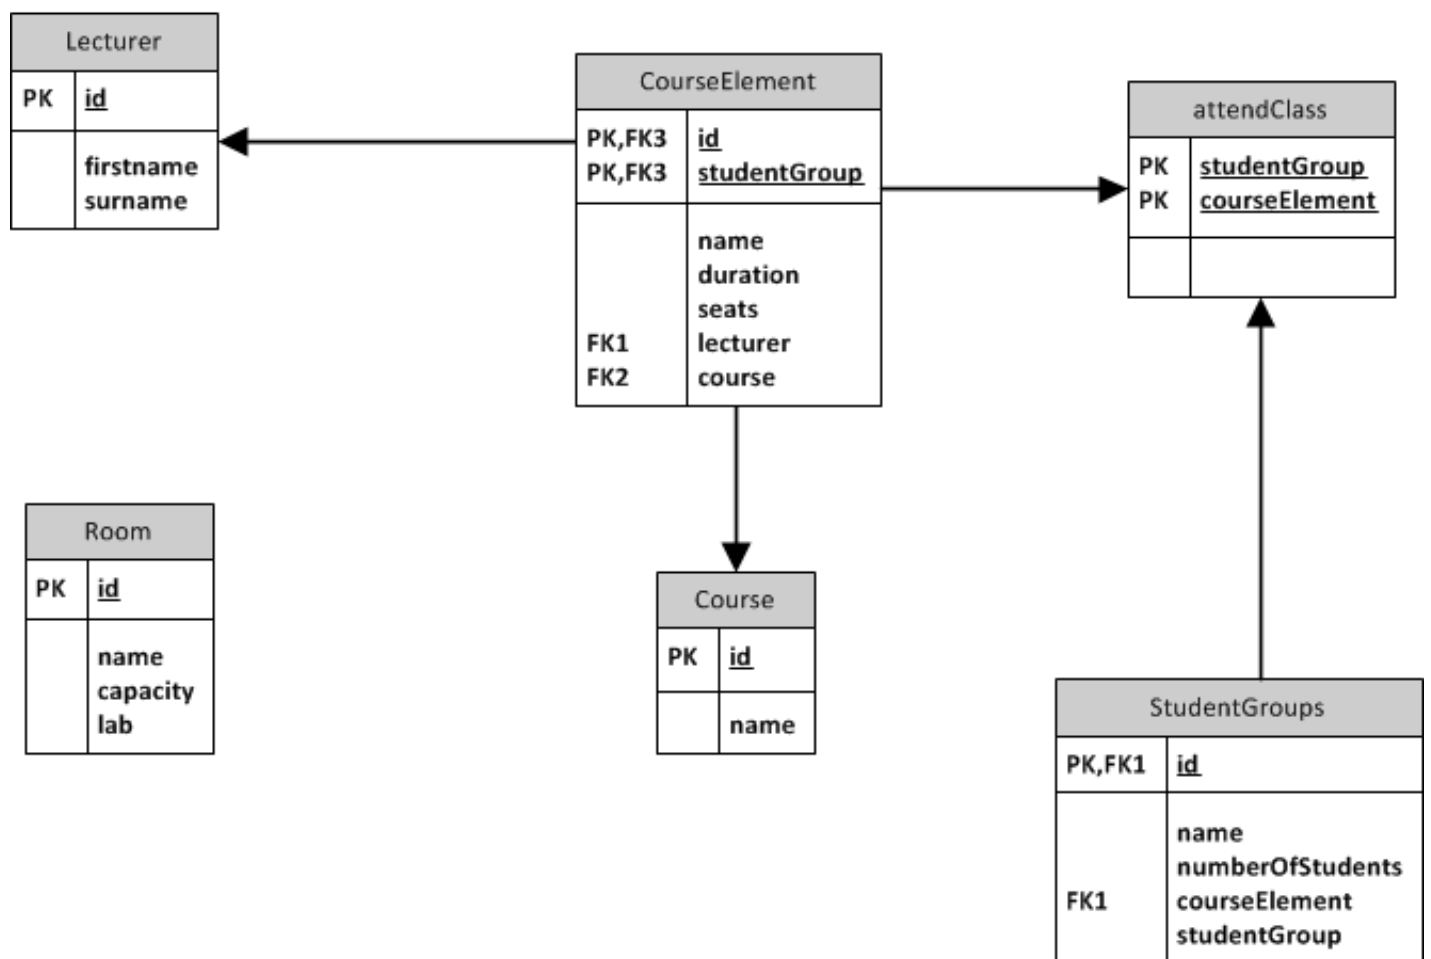 Lecturer
PK id
firstname
surname
CourseElement
PK,FK3 id
PK,FK3 studentGroup
name
duration
seats
FK1 lecturer
FK2 course
attendClass
PK studentGroup
PK courseElement
Room
PK id
name
capacity
lab
Course
PK id
name
StudentGroups
PK,FK1 id
name
numberOfStudents
FK1 courseElement
studentGroup